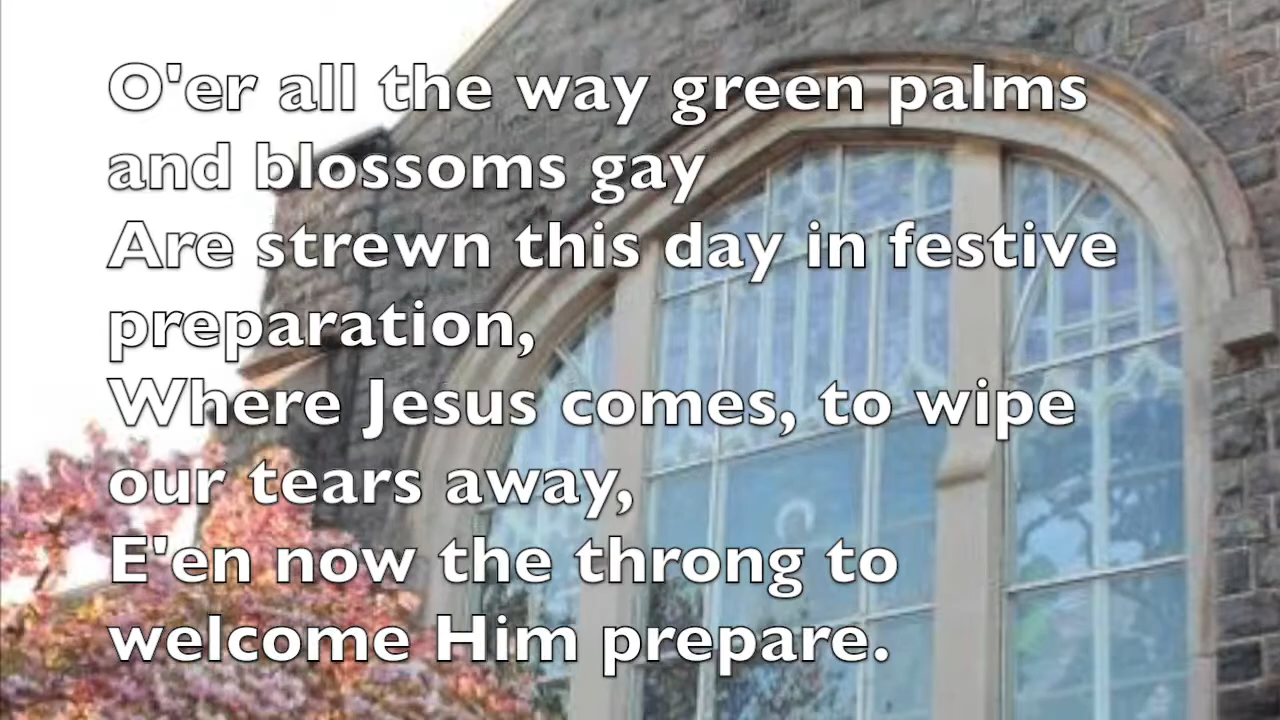 O'er all the way green palms
and blossoms gay
Are strewn this day in festive
preparation,
Where Jesus comes, to wipe
our tears away,
E'en now the throng to
welcome Him prepare.